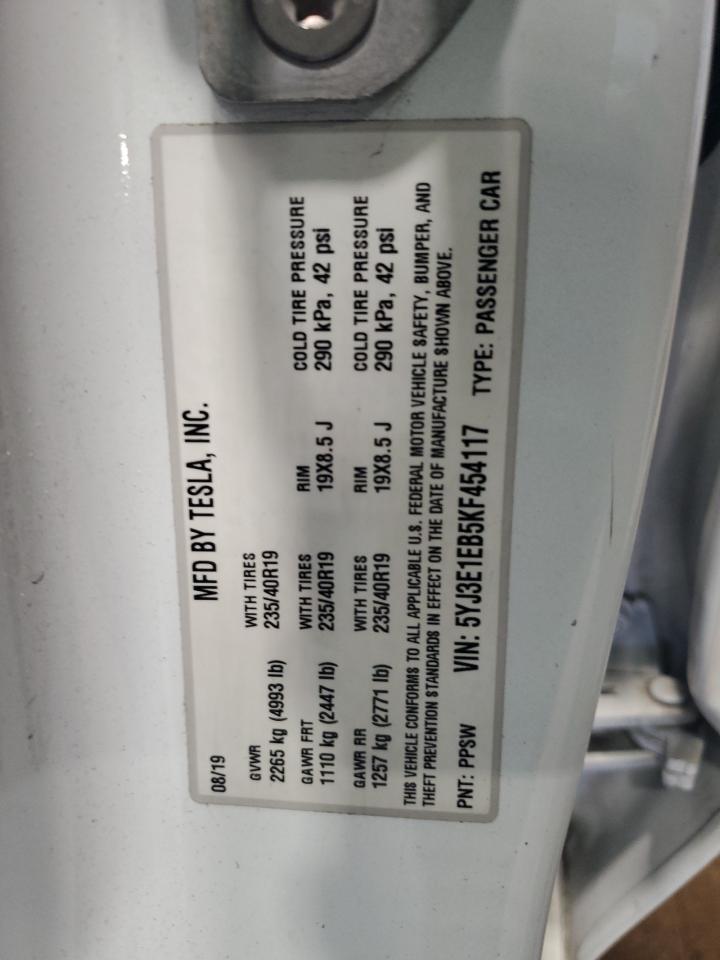 MFD BY TESLA, INC.
08/19
GVWR WITH TIRES
2265 kg (4993 lb) 235/40R19
GAWR FRT WITH TIRES RIM COLD TIRE PRESSURE
1110 kg (2447 lb) 235/40R19 19X8.5 J 290 kPa, 42 psi
GAWR RR WITH TIRES RIM COLD TIRE PRESSURE
1257 kg (2771 lb) 235/40R19 19X8.5 J 290 kPa, 42 psi
THIS VEHICLE CONFORMS TO ALL APPLICABLE U.S. FEDERAL MOTOR VEHICLE SAFETY, BUMPER, AND
THEFT PREVENTION STANDARDS IN EFFECT ON THE DATE OF MANUFACTURE SHOWN ABOVE.
PNT: PPSW VIN: 5YJ3E1EB5KF454117 TYPE: PASSENGER CAR